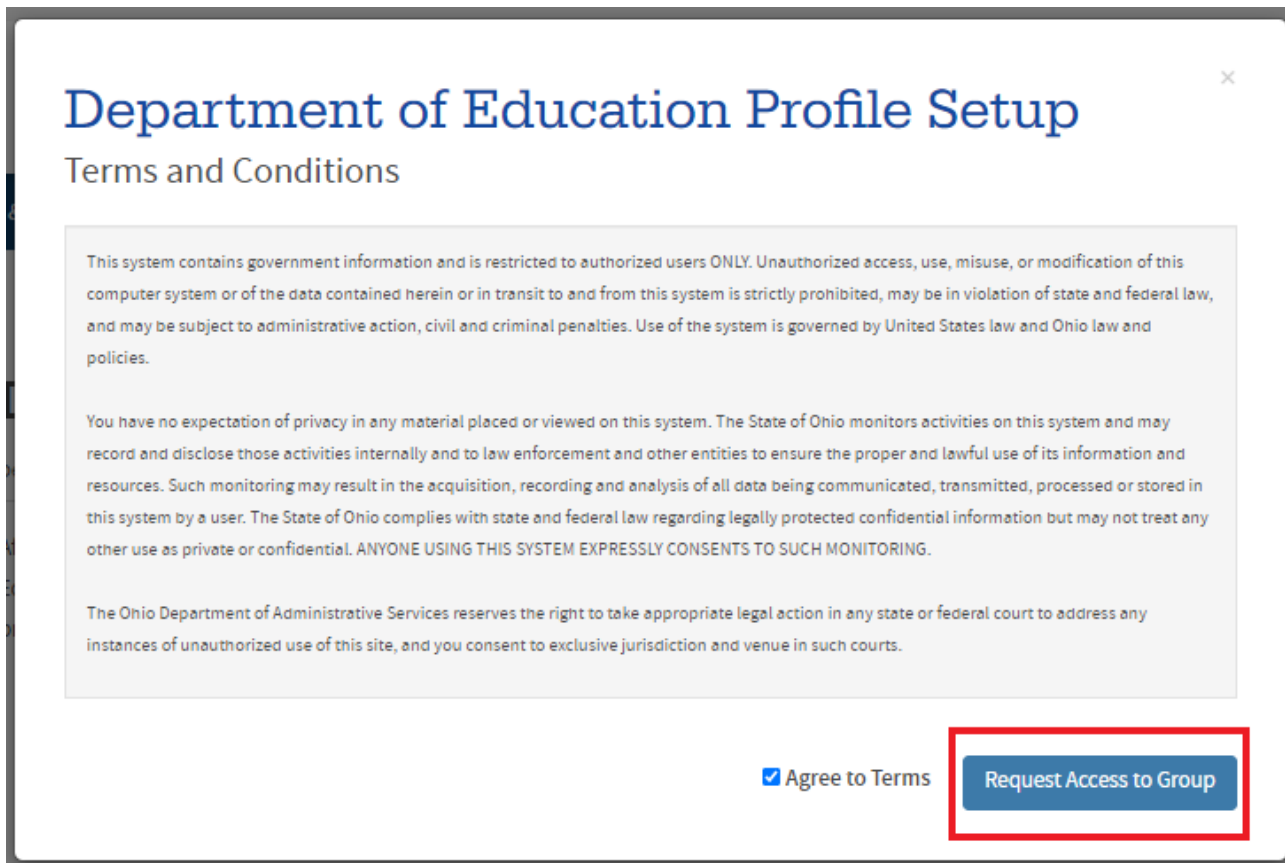 ×
Department of Education Profile Setup
Terms and Conditions
This system contains government information and is restricted to authorized users ONLY. Unauthorized access, use, misuse, or modification of this
computer system or of the data contained herein or in transit to and from this system is strictly prohibited, may be in violation of state and federal law,
and may be subject to administrative action, civil and criminal penalties. Use of the system is governed by United States law and Ohio law and
policies.
You have no expectation of privacy in any material placed or viewed on this system. The State of Ohio monitors activities on this system and may
record and disclose those activities internally and to law enforcement and other entities to ensure the proper and lawful use of its information and
resources. Such monitoring may result in the acquisition, recording and analysis of all data being communicated, transmitted, processed or stored in
this system by a user. The State of Ohio complies with state and federal law regarding legally protected confidential information but may not treat any
other use as private or confidential. ANYONE USING THIS SYSTEM EXPRESSLY CONSENTS TO SUCH MONITORING.
The Ohio Department of Administrative Services reserves the right to take appropriate legal action in any state or federal court to address any
instances of unauthorized use of this site, and you consent to exclusive jurisdiction and venue in such courts.
Agree to Terms
Request Access to Group